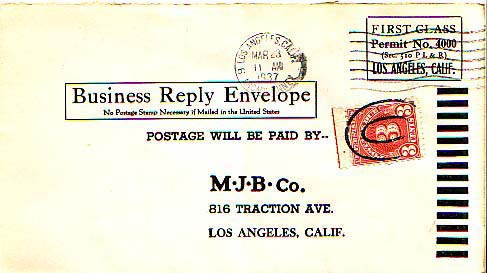 FIRST CLASS
Permit No. 4000
(Sec. 510 P L & R)
LOS ANGELES, CALIF.
LOS ANGELES, CALIF.
MAR 23
11 AM
1937
Business Reply Envelope
No Postage Stamp Necessary if Mailed in the United States
POSTAGE WILL BE PAID BY--
M·J·B·Co.
816 TRACTION AVE.
LOS ANGELES, CALIF.